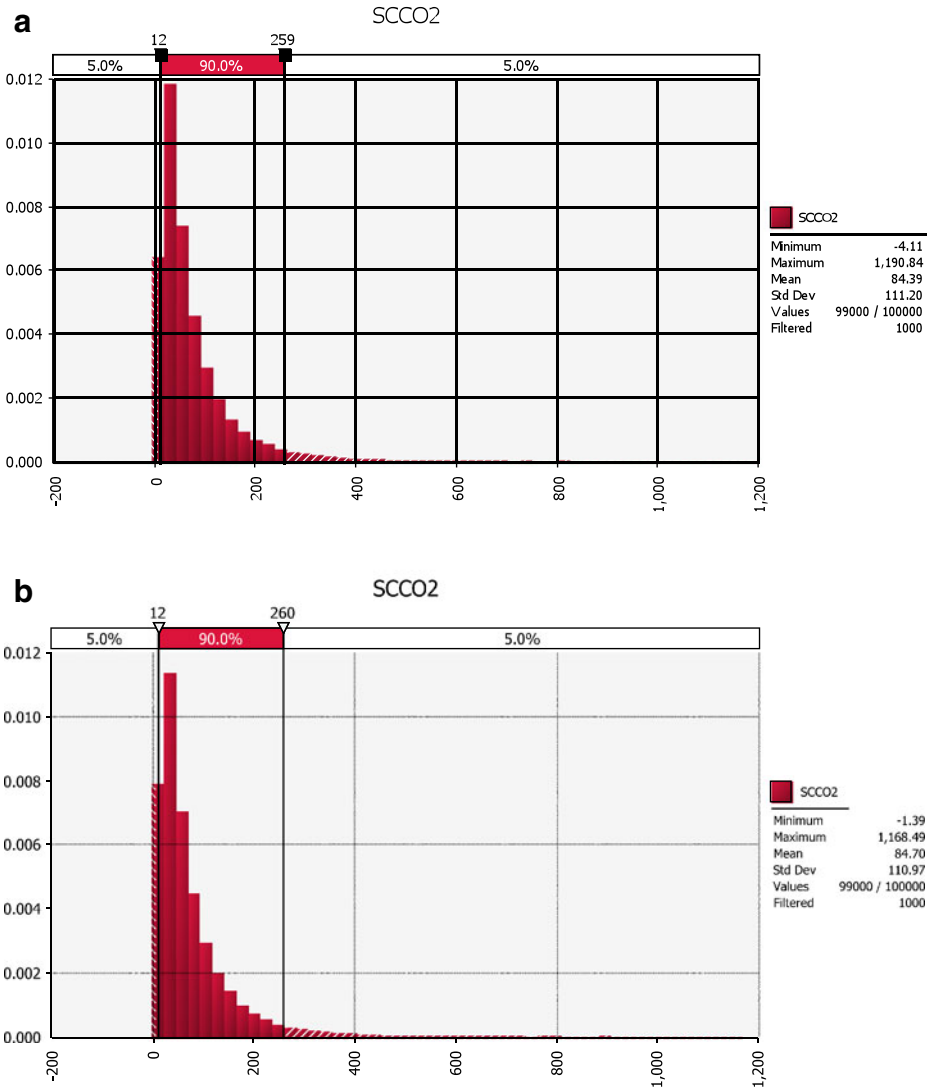 a
SCCO2
12 259
5.0% 90.0% 5.0%
0.012
0.010
0.008
0.006
0.004
0.002
0.000
-200 0 200 400 600 800 1,000 1,200
SCCO2
Minimum -4.11
Maximum 1,190.84
Mean 84.39
Std Dev 111.20
Values 99000 / 100000
Filtered 1000
b
SCCO2
12 260
5.0% 90.0% 5.0%
0.012
0.010
0.008
0.006
0.004
0.002
0.000
-200 0 200 400 600 800 1,000 1,200
SCCO2
Minimum -1.39
Maximum 1,168.49
Mean 84.70
Std Dev 110.97
Values 99000 / 100000
Filtered 1000